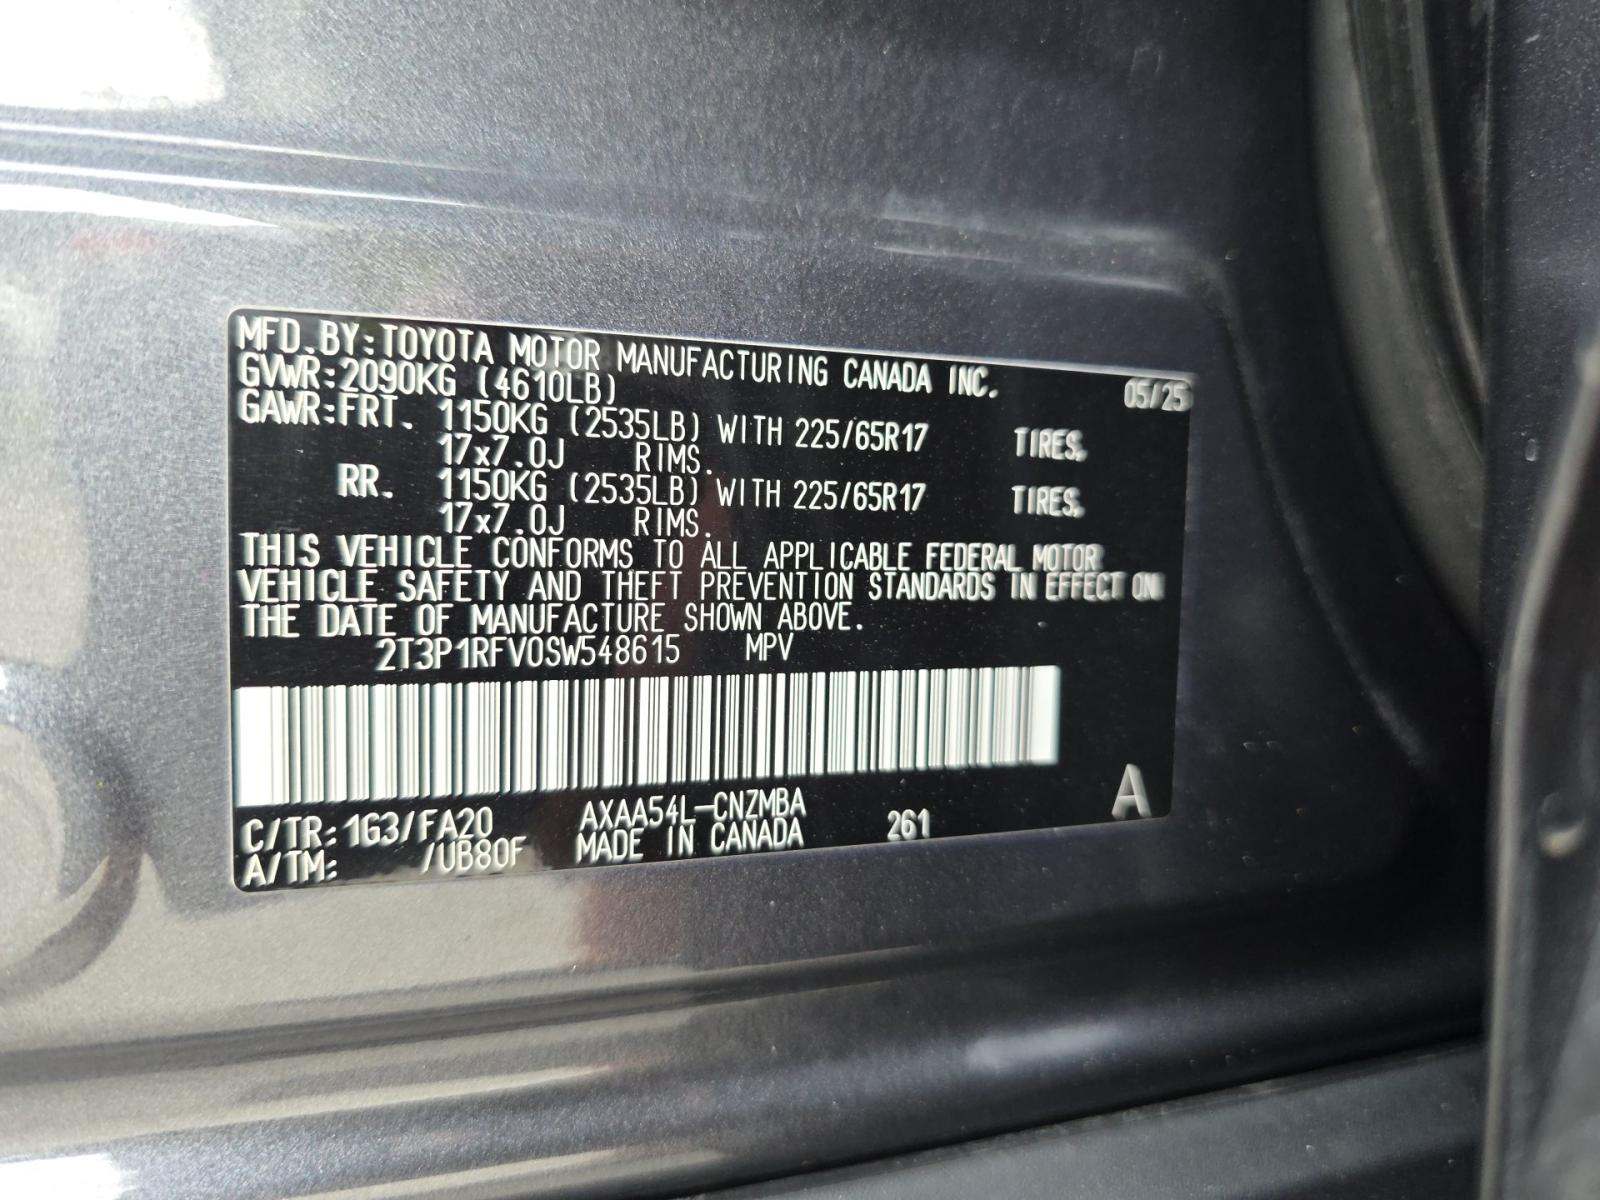 MFD. BY:TOYOTA MOTOR MANUFACTURING CANADA INC. 05/25
GVWR:2090KG (4610LB)
GAWR:FRT. 1150KG (2535LB) WITH 225/65R17 TIRES,
17x7.0J RIMS.
RR. 1150KG (2535LB) WITH 225/65R17 TIRES,
17x7.0J RIMS.
THIS VEHICLE CONFORMS TO ALL APPLICABLE FEDERAL MOTOR
VEHICLE SAFETY AND THEFT PREVENTION STANDARDS IN EFFECT ON
THE DATE OF MANUFACTURE SHOWN ABOVE.
2T3P1RFV0SW548615 MPV
A
C/TR:1G3/FA20 AXAA54L-CNZMBA 261
A/TM: /UB80F MADE IN CANADA